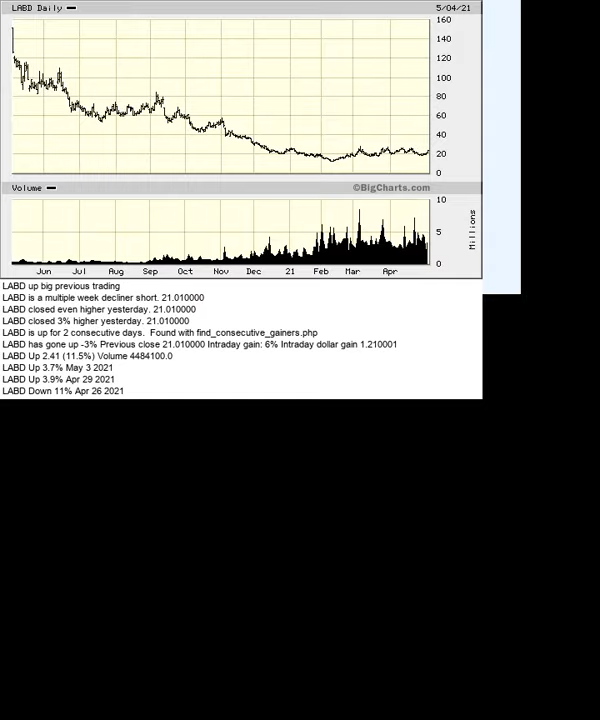 LABD Daily 5/04/21
160
140
120
100
80
60
40
20
0
Volume ©BigCharts.com
10
5
0
Millions
Jun Jul Aug Sep Oct Nov Dec 21 Feb Mar Apr
LABD up big previous trading
LABD is a multiple week decliner short. 21.010000
LABD closed even higher yesterday. 21.010000
LABD closed 3% higher yesterday. 21.010000
LABD is up for 2 consecutive days. Found with find_consecutive_gainers.php
LABD has gone up -3% Previous close 21.010000 Intraday gain: 6% Intraday dollar gain 1.210001
LABD Up 2.41 (11.5%) Volume 4484100.0
LABD Up 3.7% May 3 2021
LABD Up 3.9% Apr 29 2021
LABD Down 11% Apr 26 2021